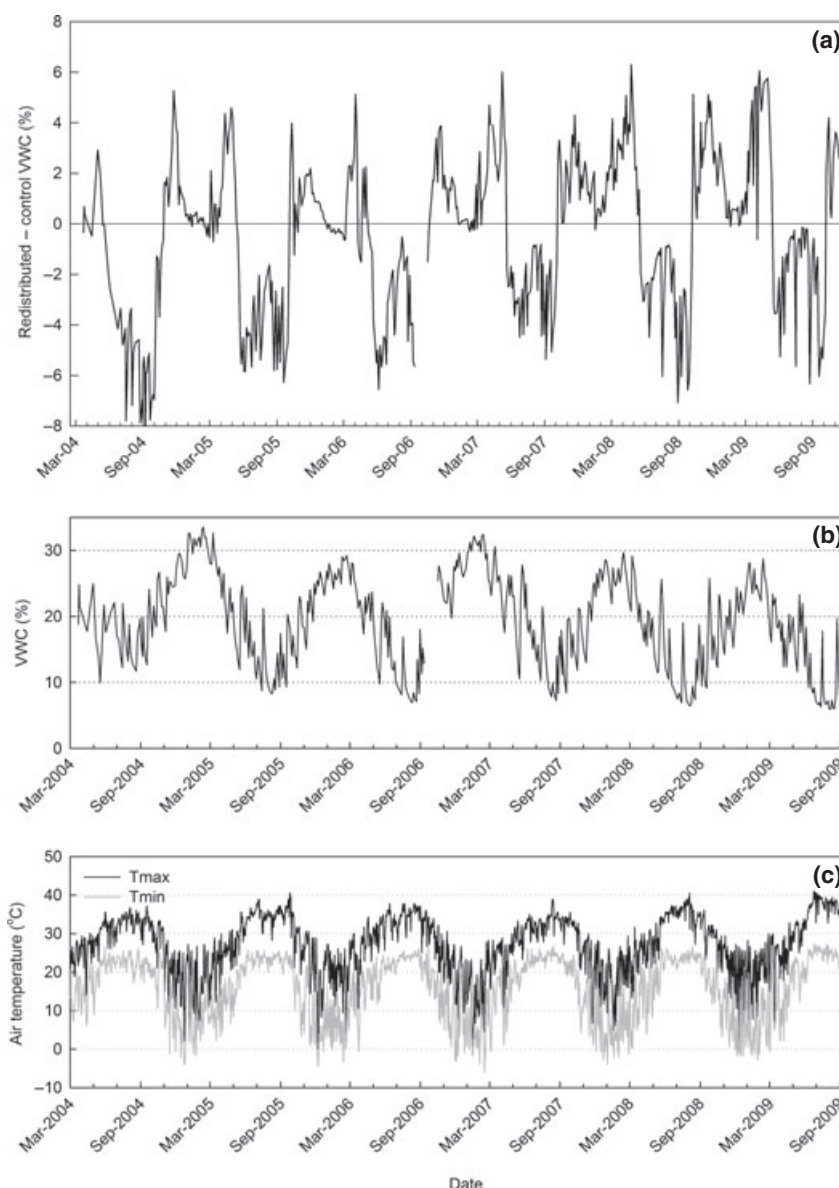 (a)
Redistributed – control VWC (%)
8
6
4
2
0
–2
–4
–6
–8
Mar-04
Sep-04
Mar-05
Sep-05
Mar-06
Sep-06
Mar-07
Sep-07
Mar-08
Sep-08
Mar-09
Sep-09
(b)
VWC (%)
30
20
10
0
Mar-2004
Sep-2004
Mar-2005
Sep-2005
Mar-2006
Sep-2006
Mar-2007
Sep-2007
Mar-2008
Sep-2008
Mar-2009
Sep-2009
(c)
Tmax
Tmin
Air temperature (°C)
50
40
30
20
10
0
–10
Mar-2004
Sep-2004
Mar-2005
Sep-2005
Mar-2006
Sep-2006
Mar-2007
Sep-2007
Mar-2008
Sep-2008
Mar-2009
Sep-2009
Date